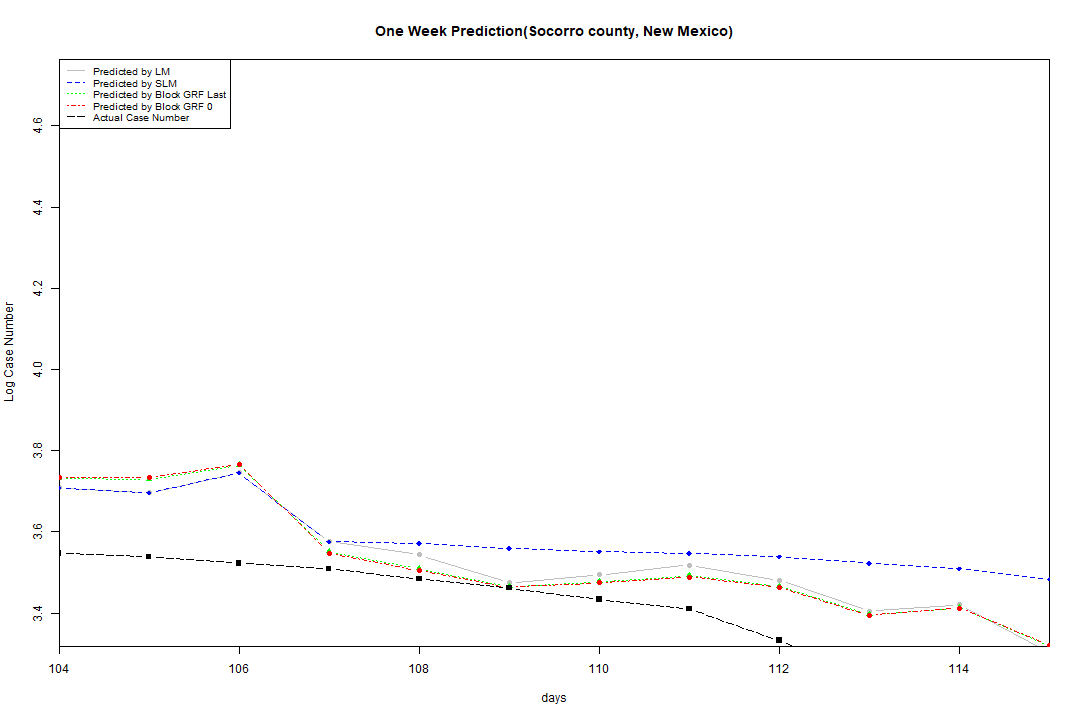 One Week Prediction(Socorro county, New Mexico)
Predicted by LM
Predicted by SLM
Predicted by Block GRF Last
Predicted by Block GRF 0
Actual Case Number
4.6
4.4
4.2
4.0
3.8
3.6
3.4
Log Case Number
104 106 108 110 112 114
days